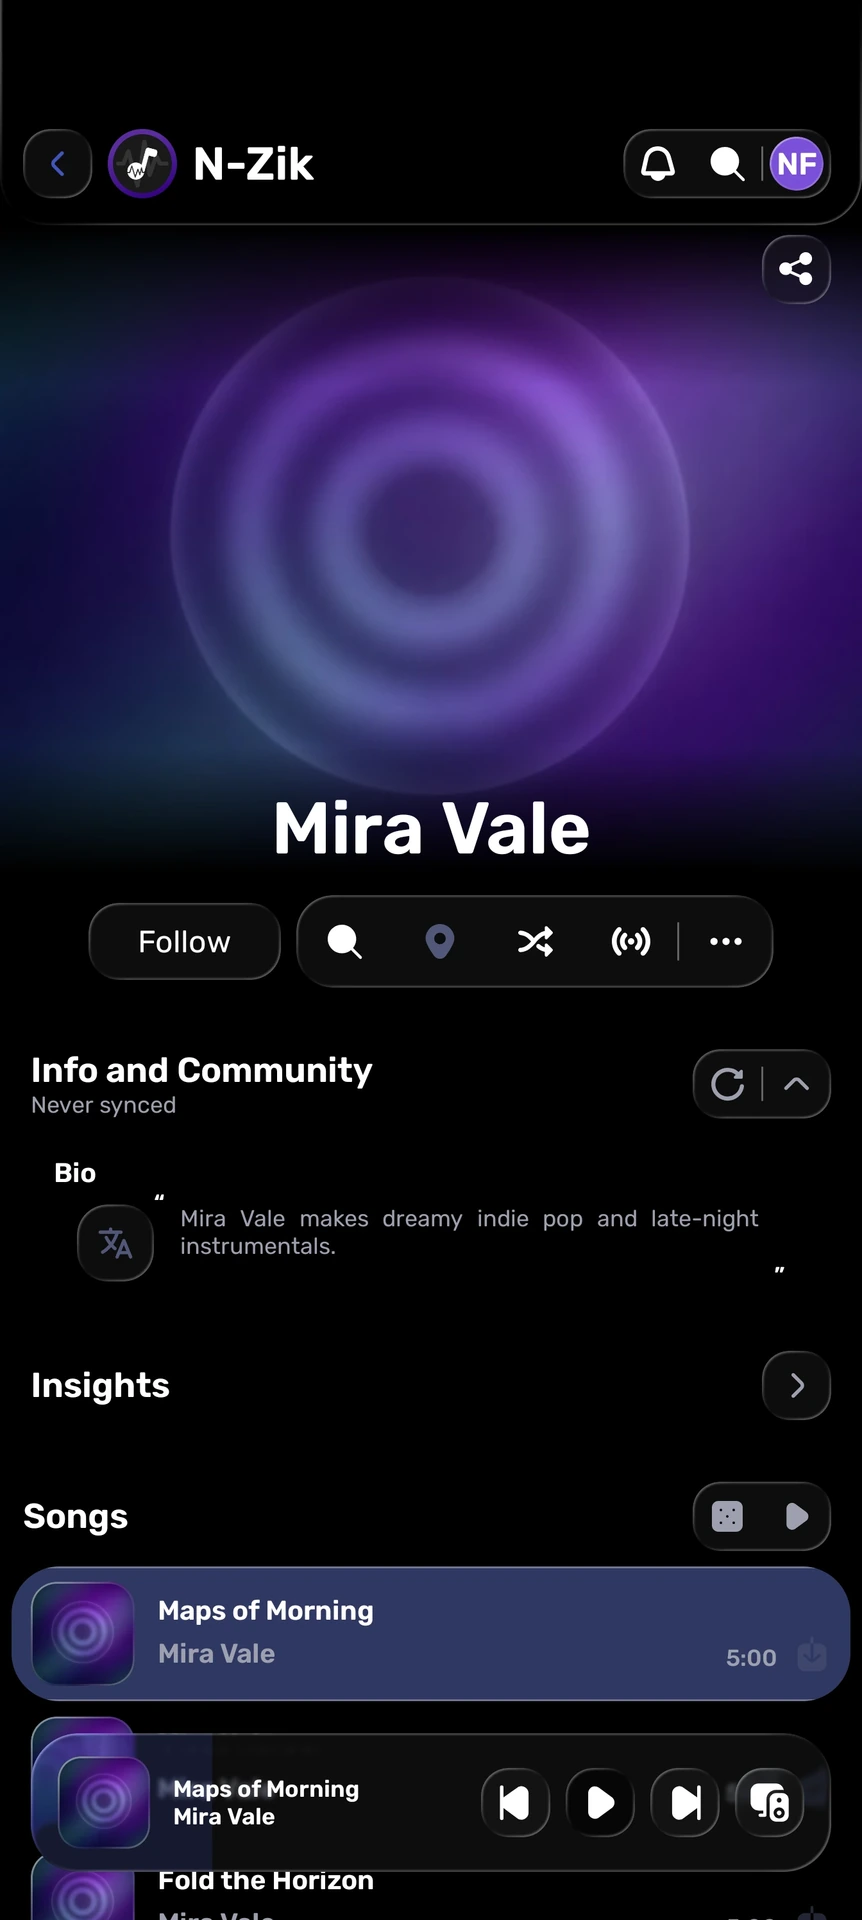 N-Zik
NF
Mira Vale
Follow
Info and Community
Never synced
Bio
“
Mira Vale makes dreamy indie pop and late-night
instrumentals.
”
Insights
Songs
Maps of Morning
Mira Vale
5:00
Maps of Morning
Mira Vale
Fold the Horizon
Mira Vale